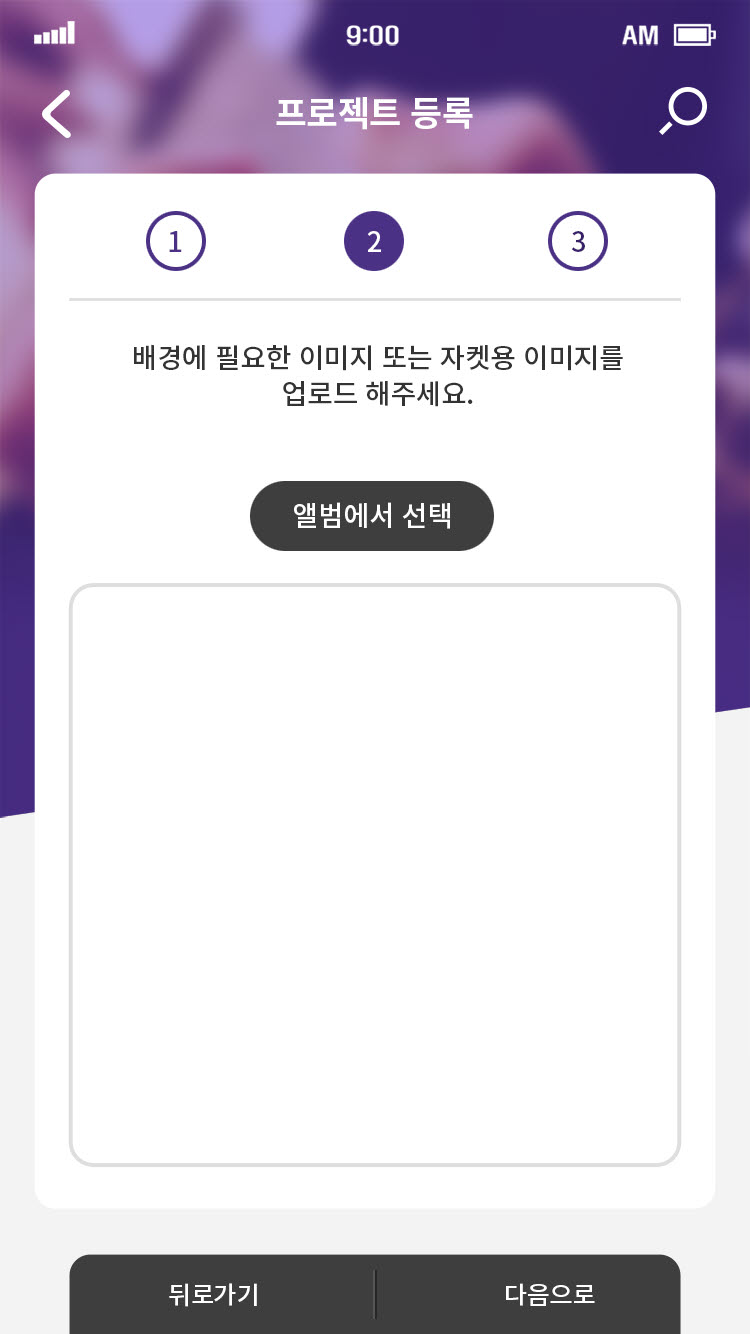 9:00
AM
프로젝트 등록
1
2
3
배경에 필요한 이미지 또는 자켓용 이미지를
업로드 해주세요.
앨범에서 선택
뒤로가기
다음으로